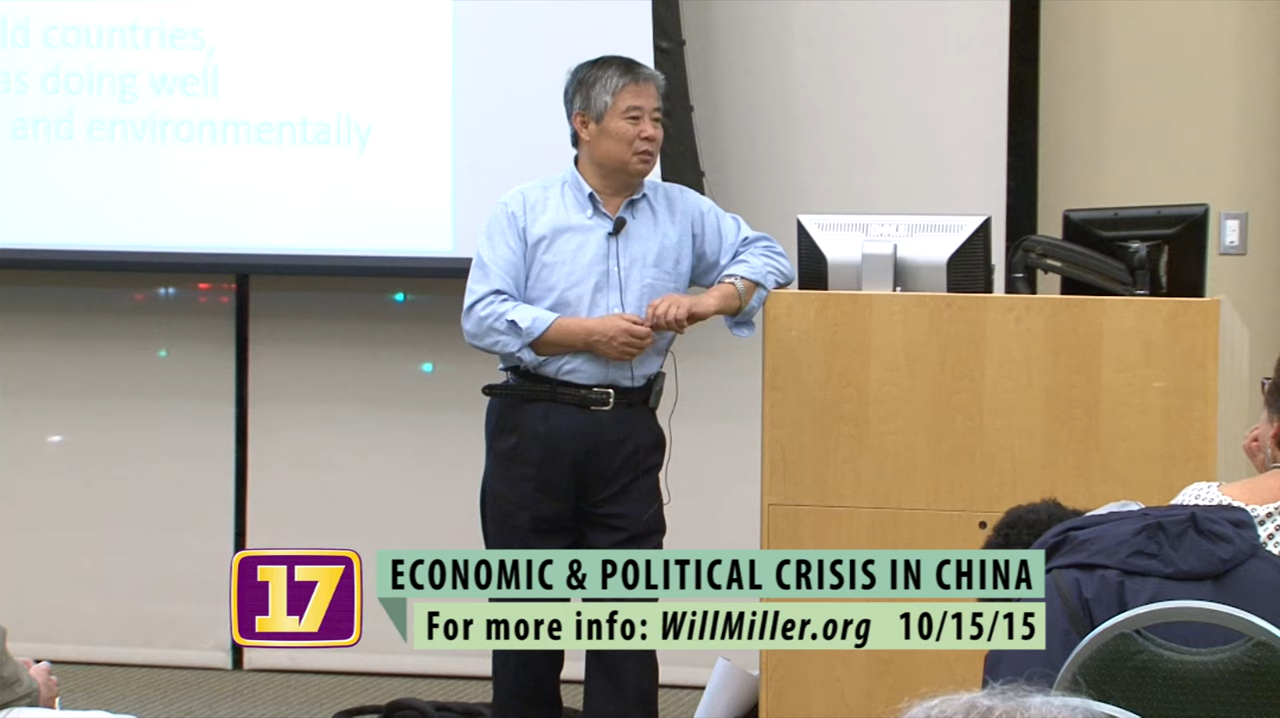 ld countries,
as doing well
and environmentally
17
ECONOMIC & POLITICAL CRISIS IN CHINA
For more info: WillMiller.org 10/15/15